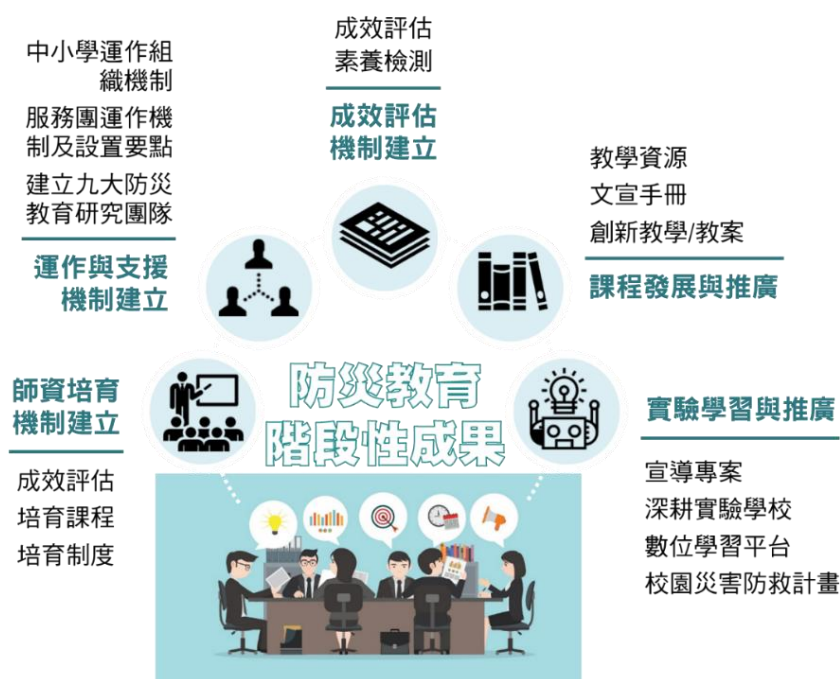 成效評估
素養檢測
成效評估
機制建立
中小學運作組
織機制
服務團運作機
制及設置要點
建立九大防災
教育研究團隊
運作與支援
機制建立
教學資源
文宣手冊
創新教學/教案
課程發展與推廣
師資培育
機制建立
成效評估
培育課程
培育制度
防災教育
階段性成果
實驗學習與推廣
宣導專案
深耕實驗學校
數位學習平台
校園災害防救計畫